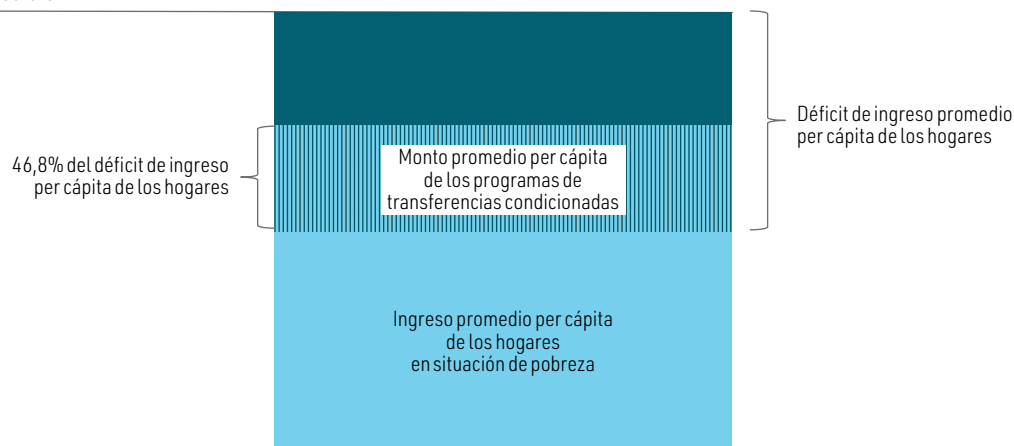 46,8% del déficit de ingreso
per cápita de los hogares
Monto promedio per cápita
de los programas de
transferencias condicionadas
Déficit de ingreso promedio
per cápita de los hogares
Ingreso promedio per cápita
de los hogares
en situación de pobreza